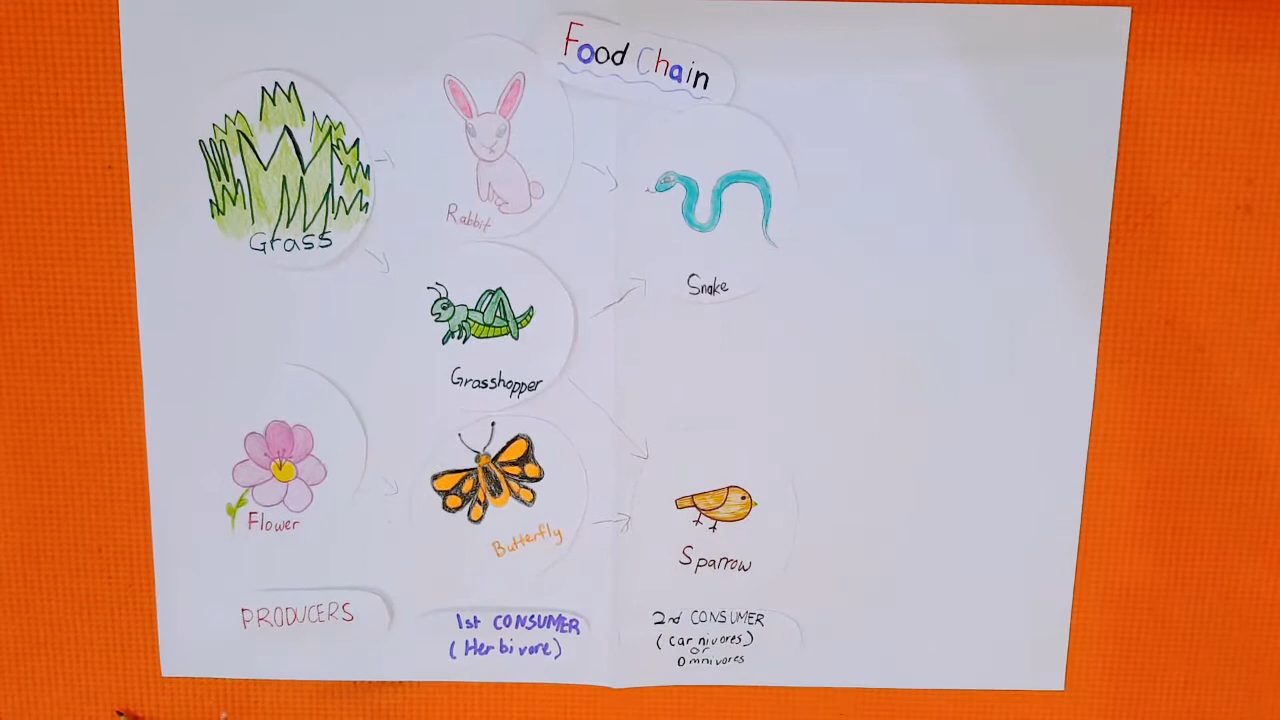 Food Chain
Grass
Rabbit
Snake
Grasshopper
Flower
Butterfly
Sparrow
PRODUCERS
1st CONSUMER
(Herbivore)
2nd CONSUMER
(Carnivores)
or
Omnivores